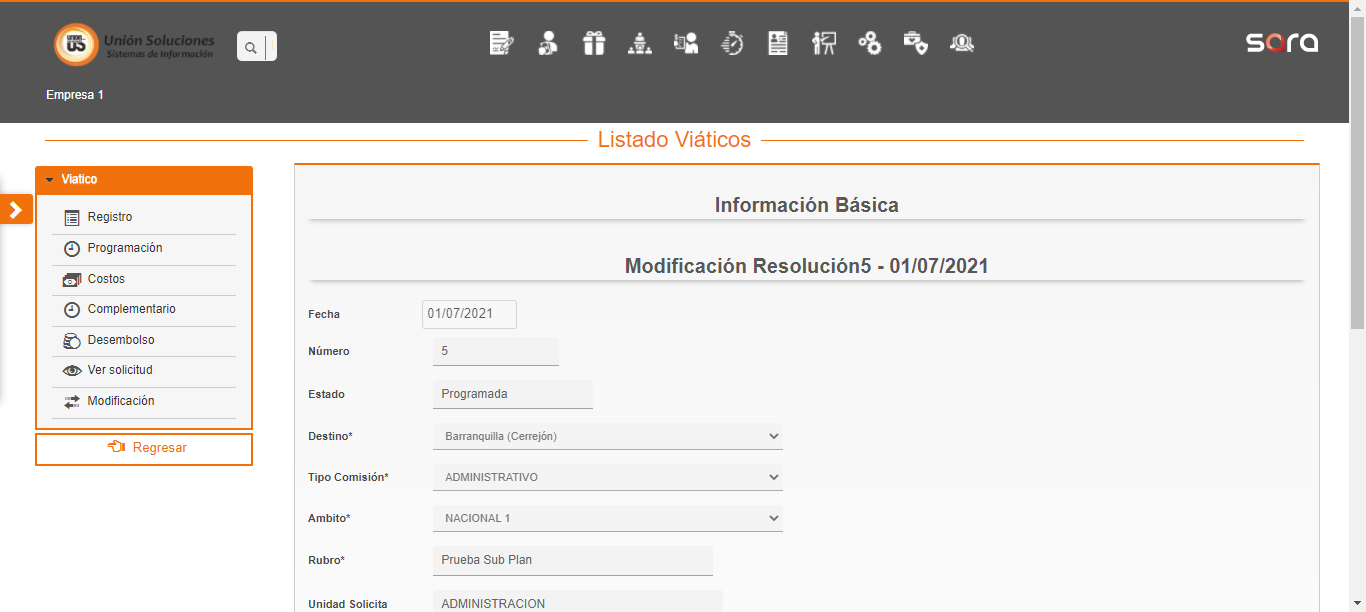 UNION
US
Unión Soluciones
Sistemas de Información
sara
Empresa 1
Listado Viáticos
Viatico
Registro
Programación
Costos
Complementario
Desembolso
Ver solicitud
Modificación
Regresar
Información Básica
Modificación Resolución5 - 01/07/2021
Fecha 01/07/2021
Número 5
Estado Programada
Destino* Barranquilla (Cerrejón)
Tipo Comisión* ADMINISTRATIVO
Ambito* NACIONAL 1
Rubro* Prueba Sub Plan
Unidad Solicita ADMINISTRACION